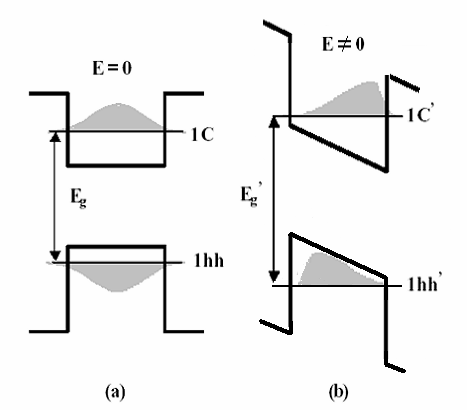 E = 0
1C
Eg
1hh
(a)
E ≠ 0
1C’
Eg’
1hh’
(b)